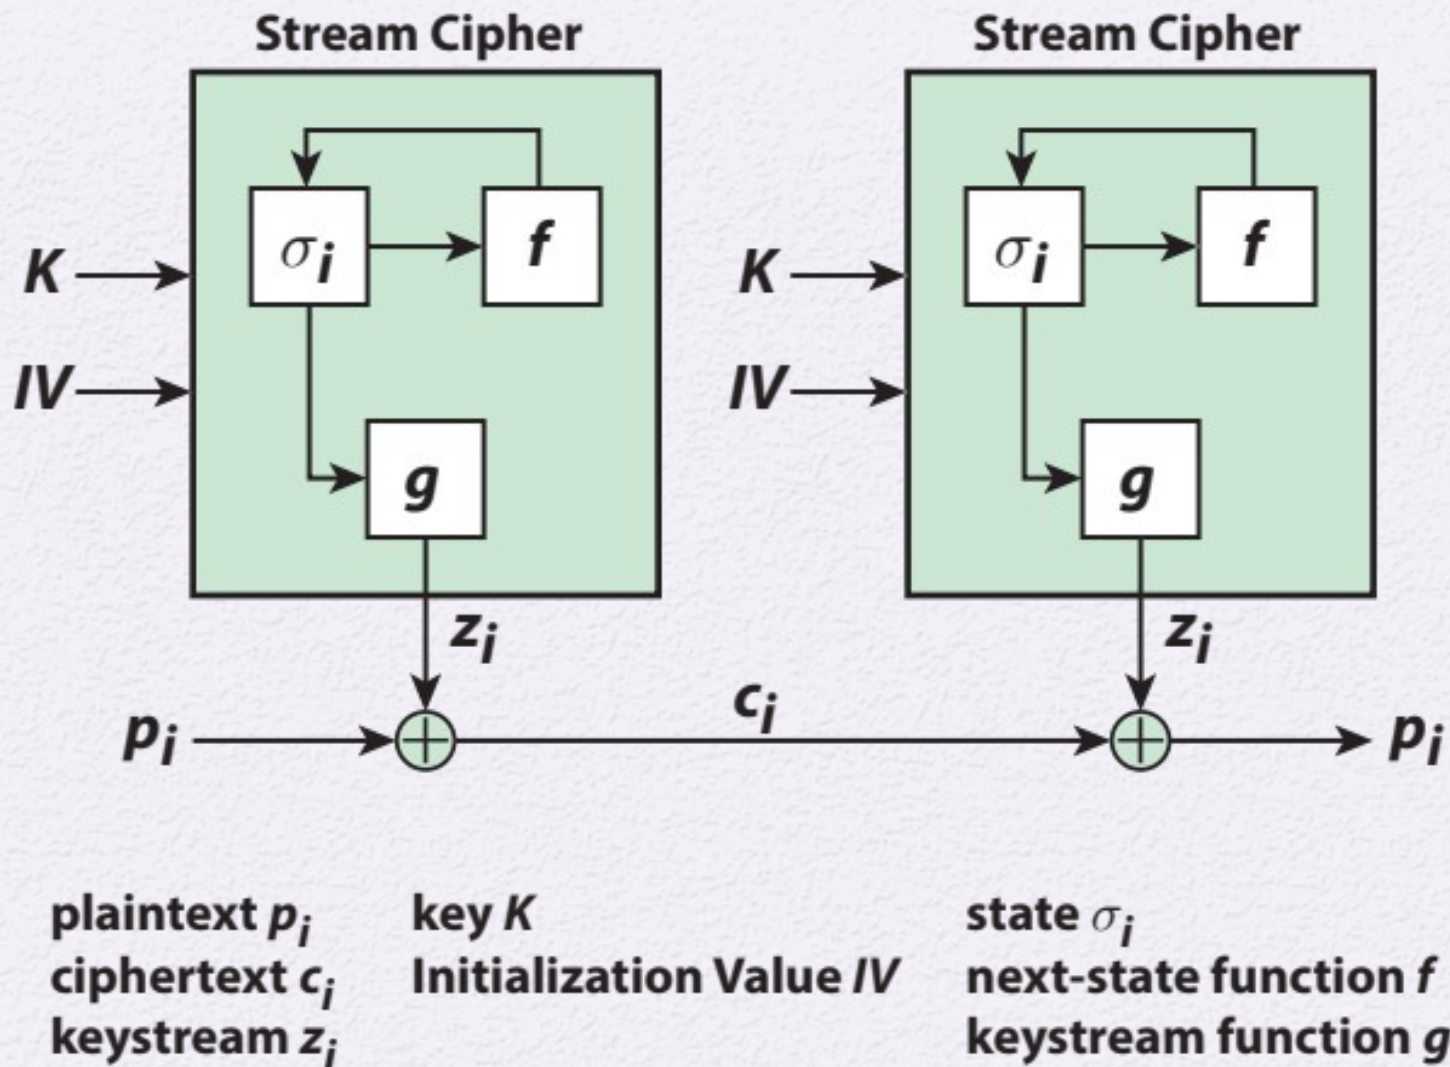 Stream Cipher
Stream Cipher
σi
f
σi
f
K
K
IV
IV
g
g
zi
zi
ci
pi
pi
plaintext pi
key K
state σi
ciphertext ci
Initialization Value IV
next-state function f
keystream zi
keystream function g